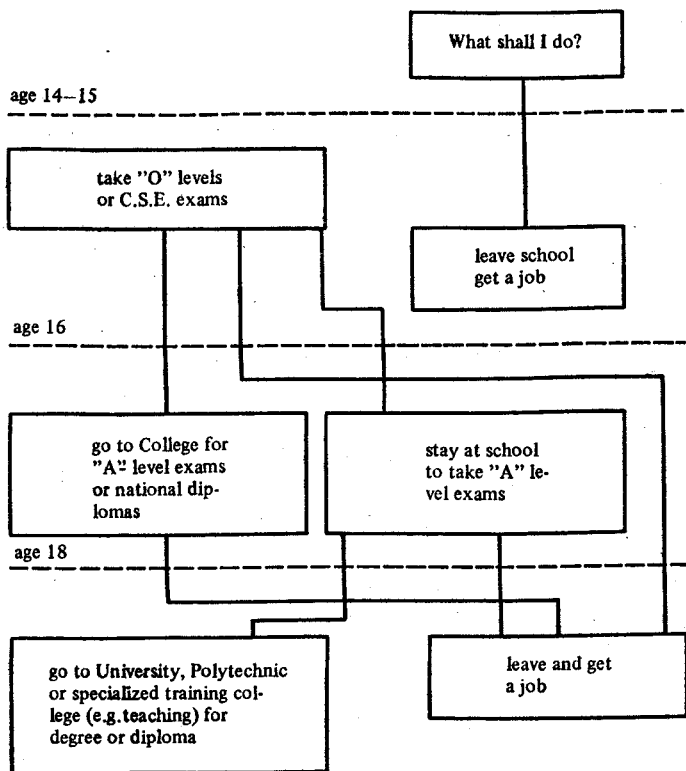 What shall I do?
age 14–15
take "O" levels
or C.S.E. exams
leave school
get a job
age 16
go to College for
"A" level exams
or national dip-
lomas
stay at school
to take "A" le-
vel exams
age 18
go to University, Polytechnic
or specialized training col-
lege (e.g.teaching) for
degree or diploma
leave and get
a job